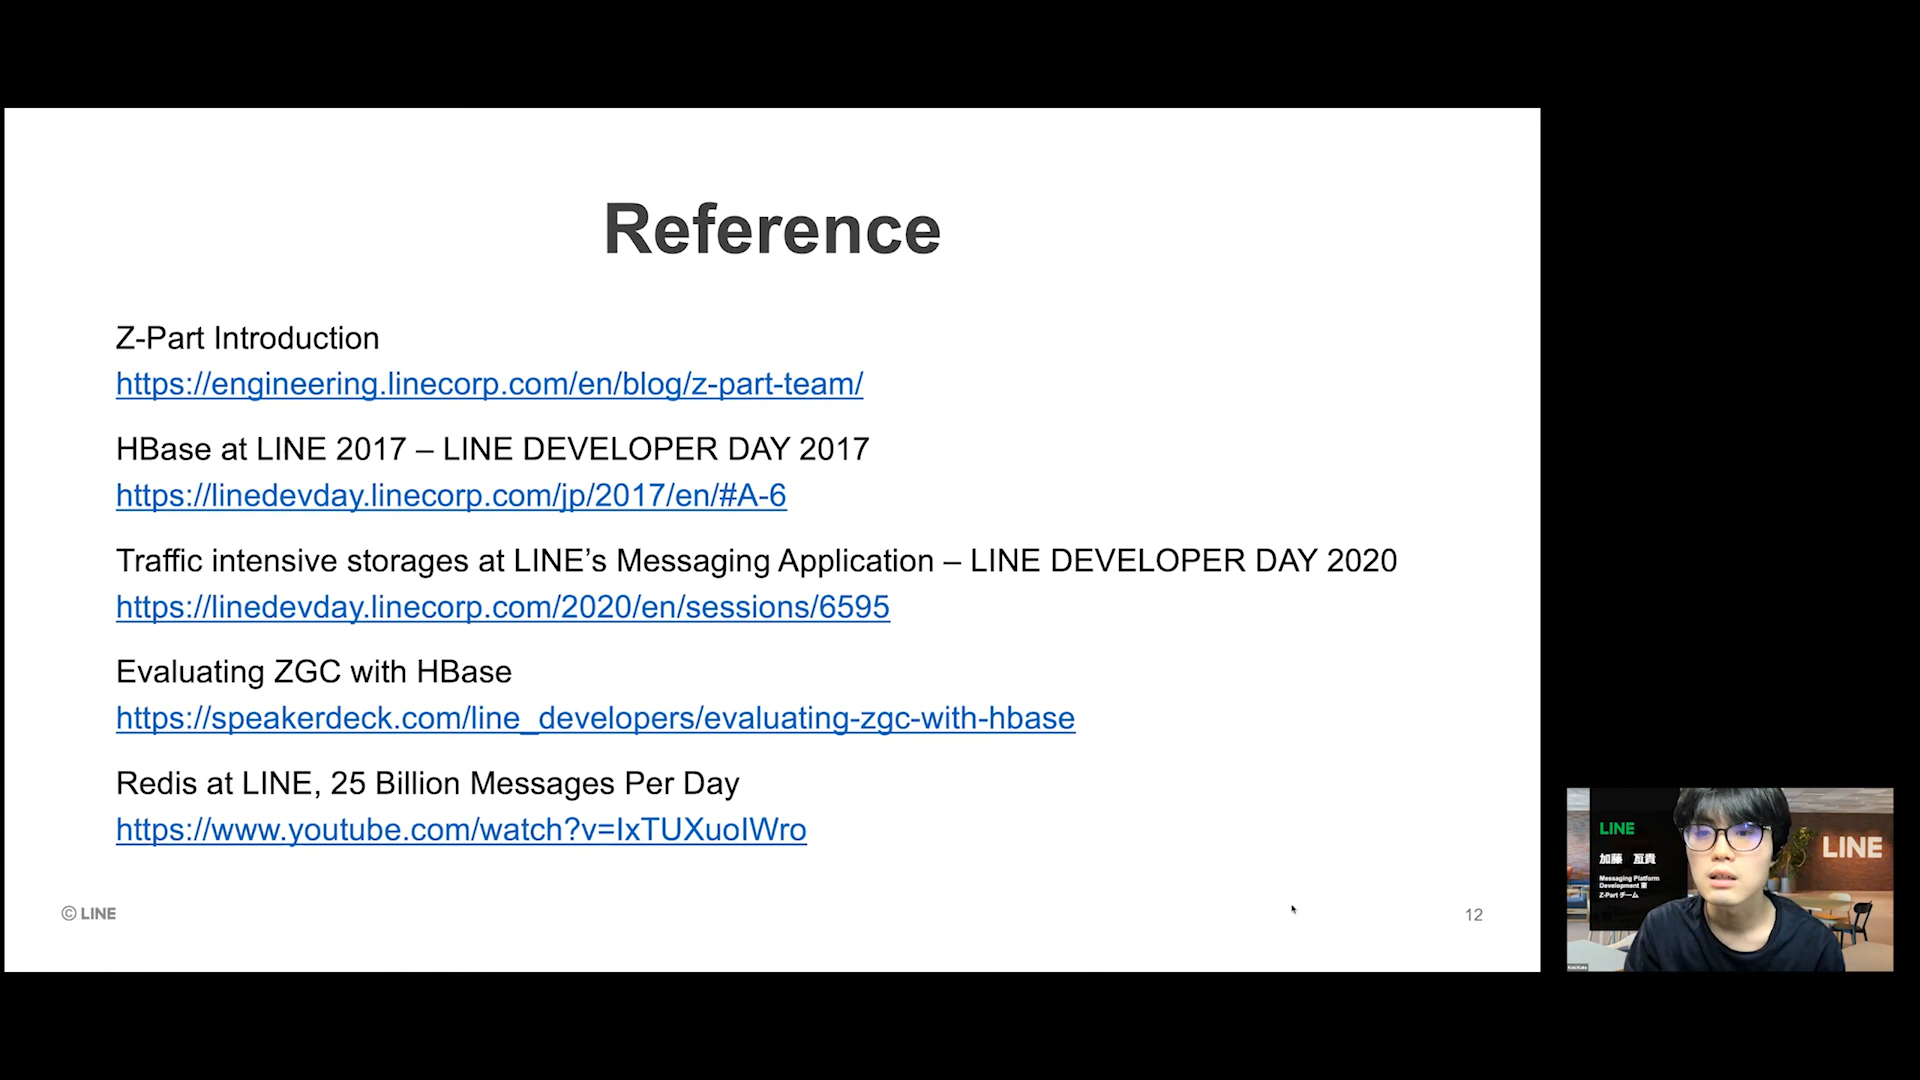 Reference
Z-Part Introduction
https://engineering.linecorp.com/en/blog/z-part-team/
HBase at LINE 2017 – LINE DEVELOPER DAY 2017
https://linedevday.linecorp.com/jp/2017/en/#A-6
Traffic intensive storages at LINE’s Messaging Application – LINE DEVELOPER DAY 2020
https://linedevday.linecorp.com/2020/en/sessions/6595
Evaluating ZGC with HBase
https://speakerdeck.com/line_developers/evaluating-zgc-with-hbase
Redis at LINE, 25 Billion Messages Per Day
https://www.youtube.com/watch?v=IxTUXuoIWro
© LINE
12
LINE
加藤 亙貴
Messaging Platform
Development 室
Z-Part チーム
LINE